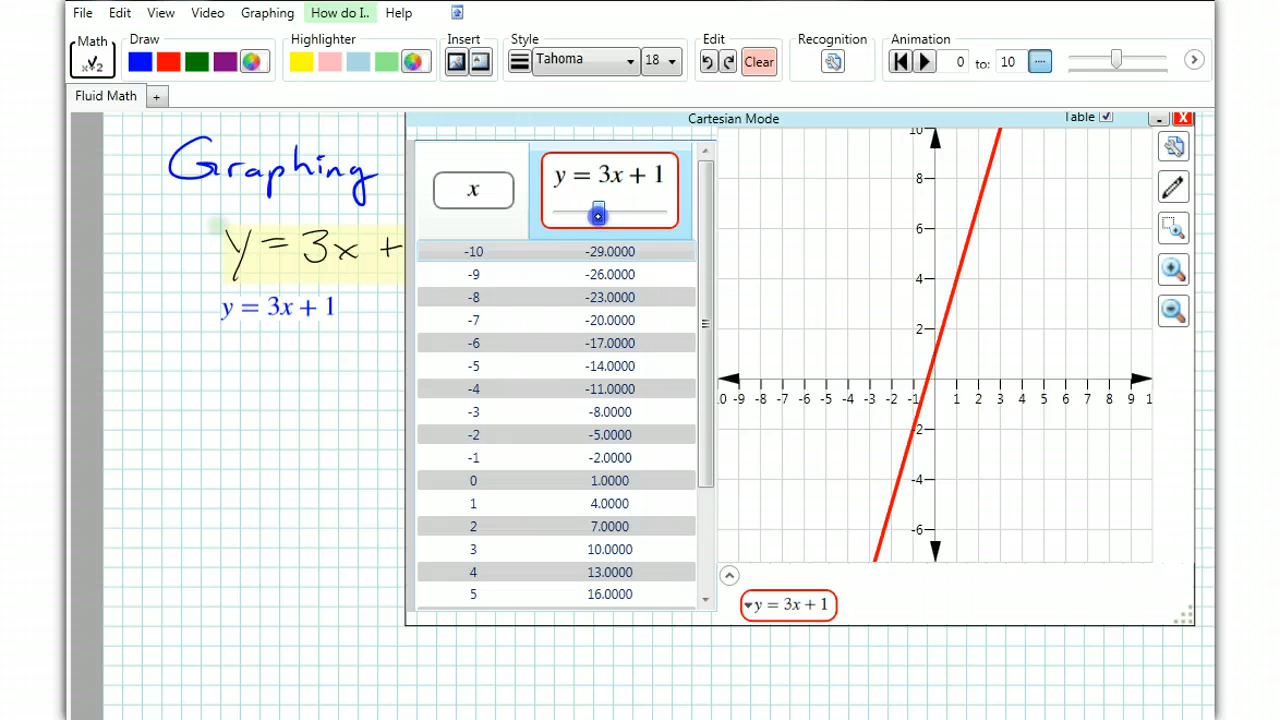 File Edit View Video Graphing How do I.. Help
Math Draw Highlighter Insert Style Edit Recognition Animation
√2 Tahoma 18 Clear 0 to: 10
Fluid Math +
Cartesian Mode Table
Graphing
y = 3x +
y = 3x + 1
x y = 3x + 1
-10 -29.0000
-9 -26.0000
-8 -23.0000
-7 -20.0000
-6 -17.0000
-5 -14.0000
-4 -11.0000
-3 -8.0000
-2 -5.0000
-1 -2.0000
0 1.0000
1 4.0000
2 7.0000
3 10.0000
4 13.0000
5 16.0000
10
8
6
4
2
0 -9 -8 -7 -6 -5 -4 -3 -2 -1 1 2 3 4 5 6 7 8 9 1
-2
-4
-6
y = 3x + 1